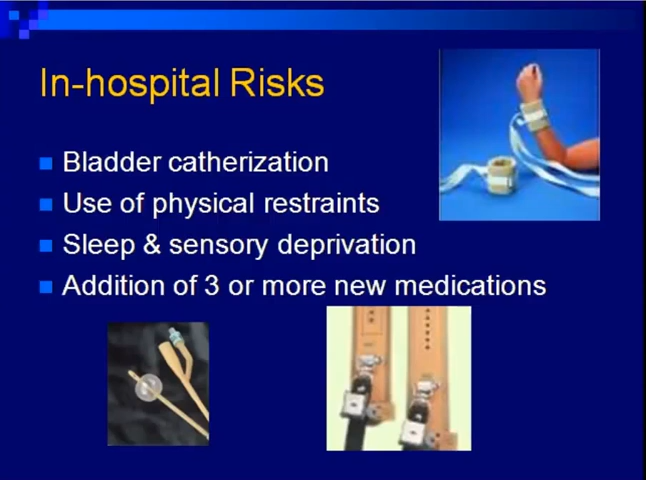 In-hospital Risks
Bladder catherization
Use of physical restraints
Sleep & sensory deprivation
Addition of 3 or more new medications